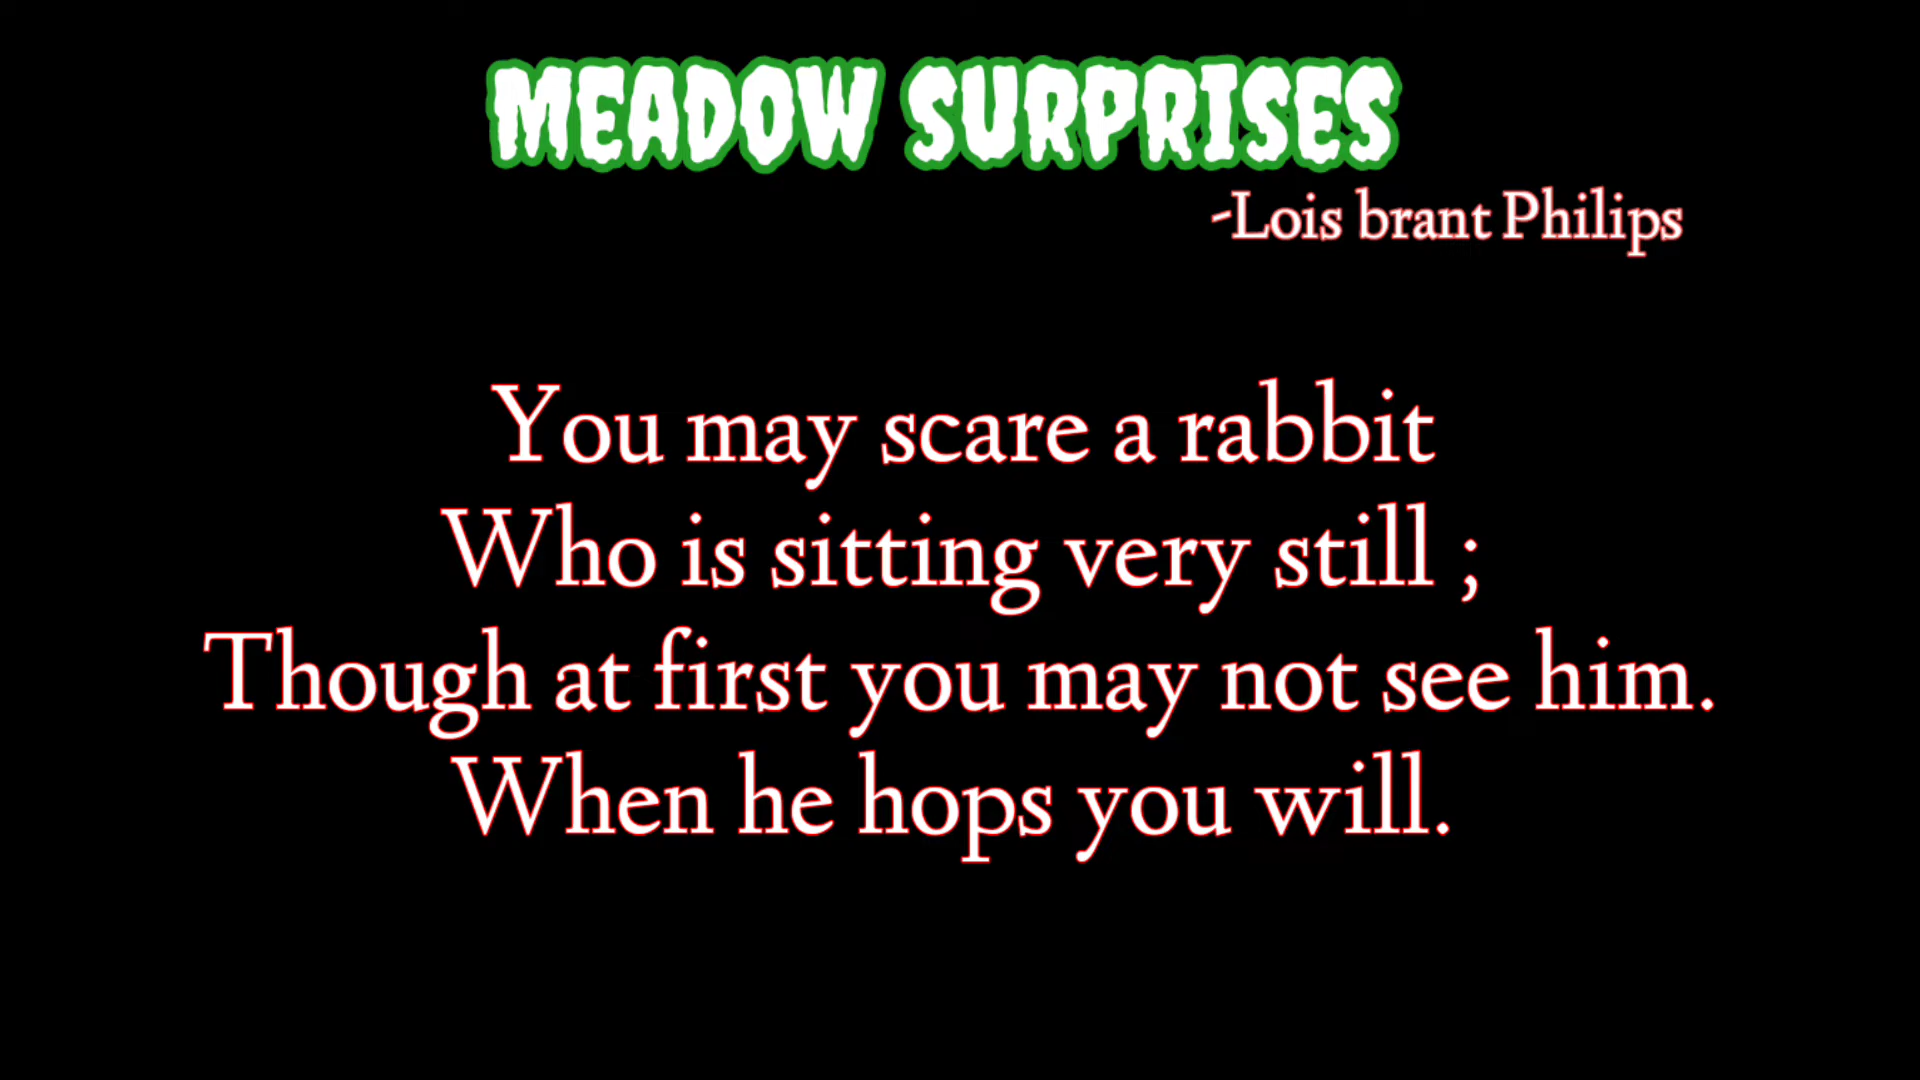 MEADOW SURPRISES
-Lois brant Philips
You may scare a rabbit
Who is sitting very still ;
Though at first you may not see him.
When he hops you will.